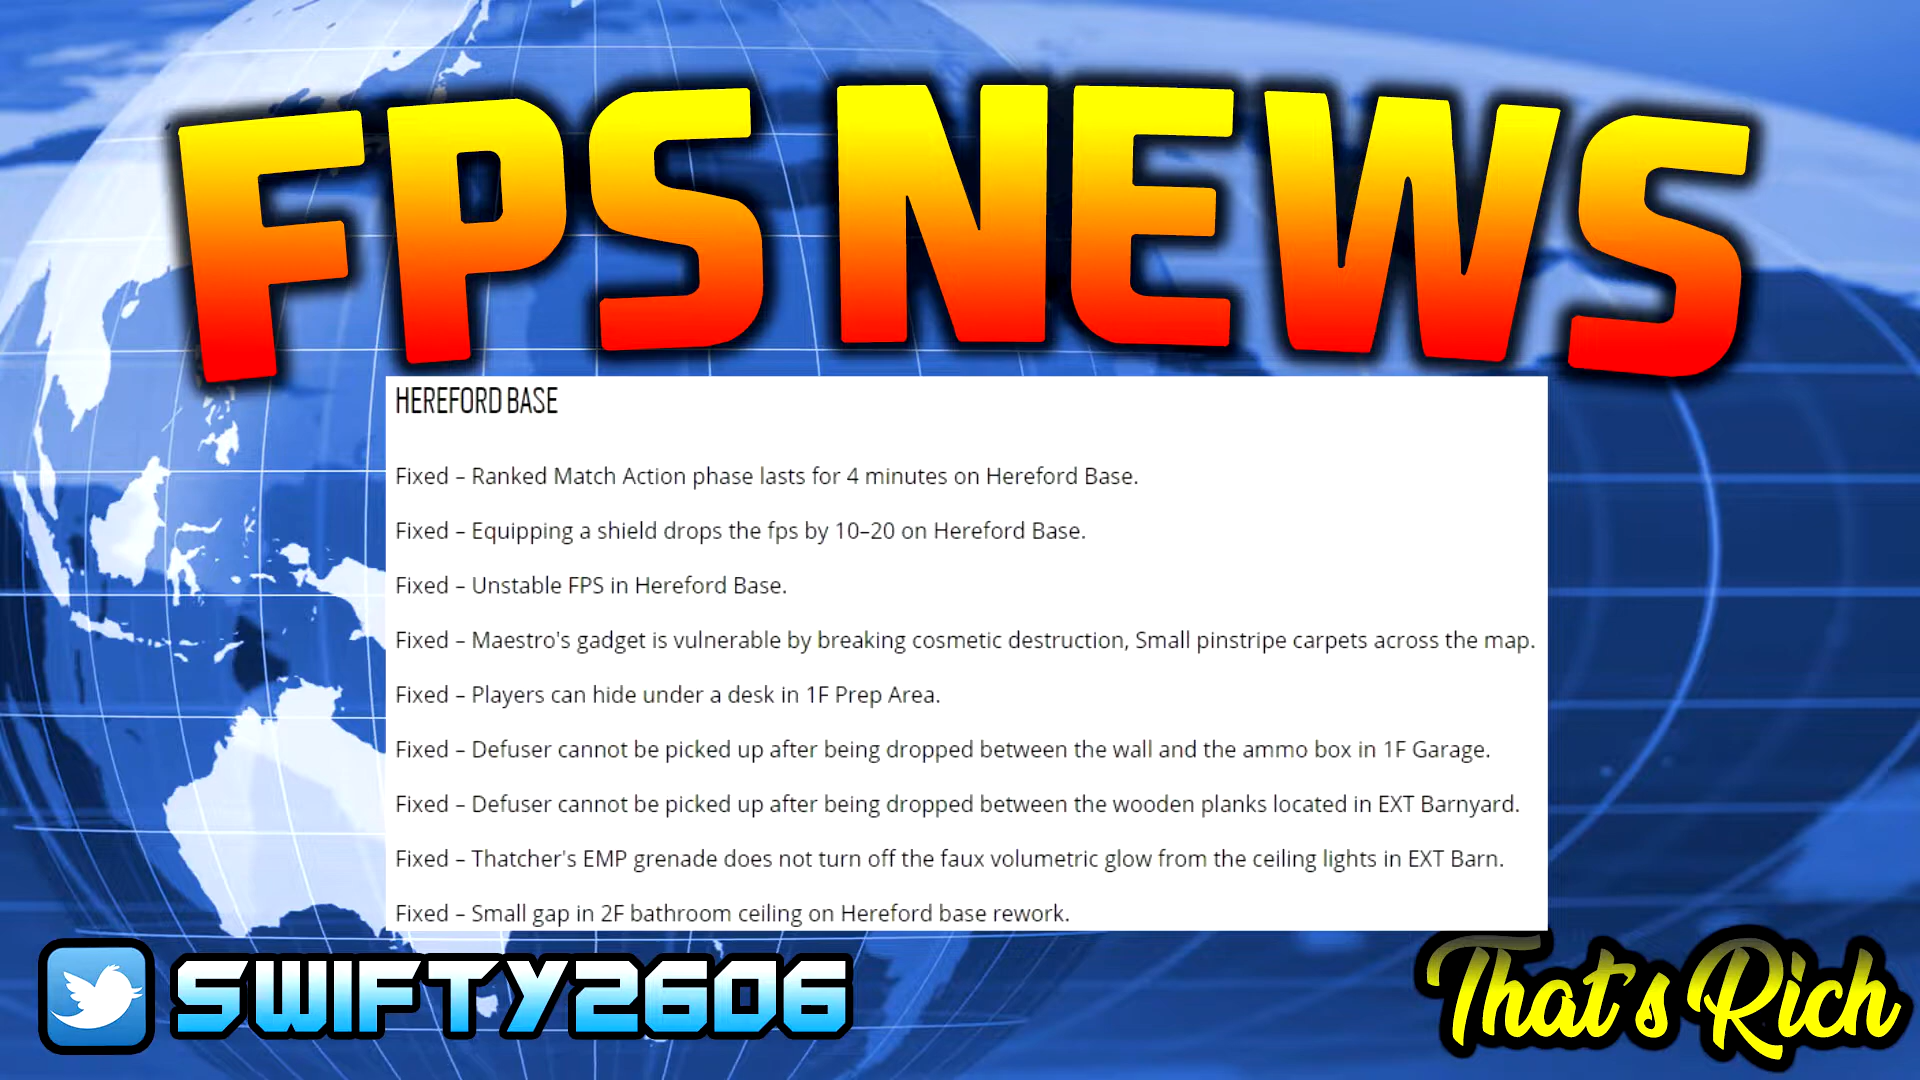 FPS NEWS
HEREFORD BASE
Fixed – Ranked Match Action phase lasts for 4 minutes on Hereford Base.
Fixed – Equipping a shield drops the fps by 10–20 on Hereford Base.
Fixed – Unstable FPS in Hereford Base.
Fixed – Maestro's gadget is vulnerable by breaking cosmetic destruction, Small pinstripe carpets across the map.
Fixed – Players can hide under a desk in 1F Prep Area.
Fixed – Defuser cannot be picked up after being dropped between the wall and the ammo box in 1F Garage.
Fixed – Defuser cannot be picked up after being dropped between the wooden planks located in EXT Barnyard.
Fixed – Thatcher's EMP grenade does not turn off the faux volumetric glow from the ceiling lights in EXT Barn.
Fixed – Small gap in 2F bathroom ceiling on Hereford base rework.
SWIFTY2606
That's Rich